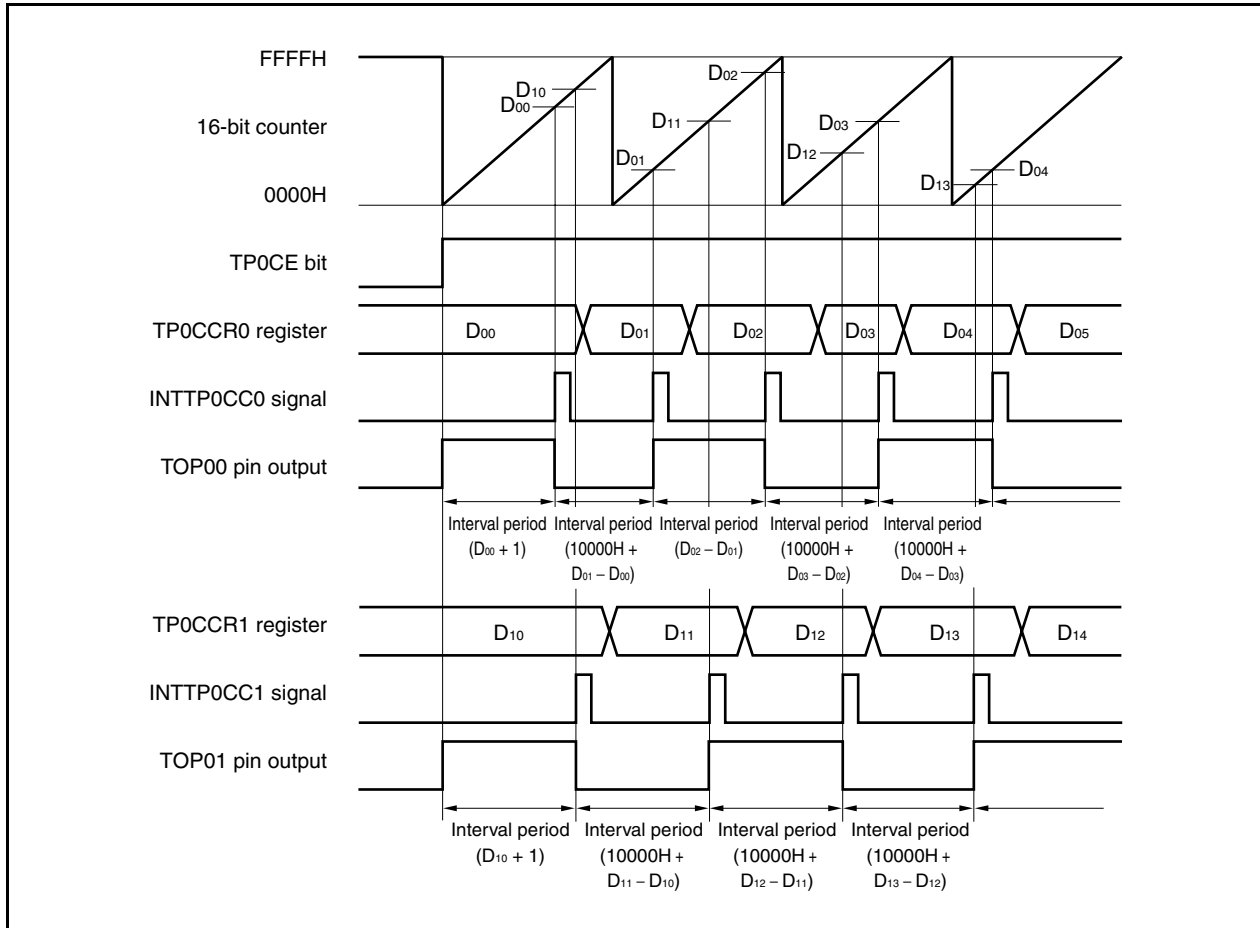 FFFFH
D10
D00
D02
16-bit counter
D11
D03
D01
D12
0000H
D13
D04
TP0CE bit
TP0CCR0 register
D00
D01
D02
D03
D04
D05
INTTP0CC0 signal
TOP00 pin output
Interval period
(D00 + 1)
Interval period
(10000H +
D01 – D00)
Interval period
(D02 – D01)
Interval period
(10000H +
D03 – D02)
Interval period
(10000H +
D04 – D03)
TP0CCR1 register
D10
D11
D12
D13
D14
INTTP0CC1 signal
TOP01 pin output
Interval period
(D10 + 1)
Interval period
(10000H +
D11 – D10)
Interval period
(10000H +
D12 – D11)
Interval period
(10000H +
D13 – D12)